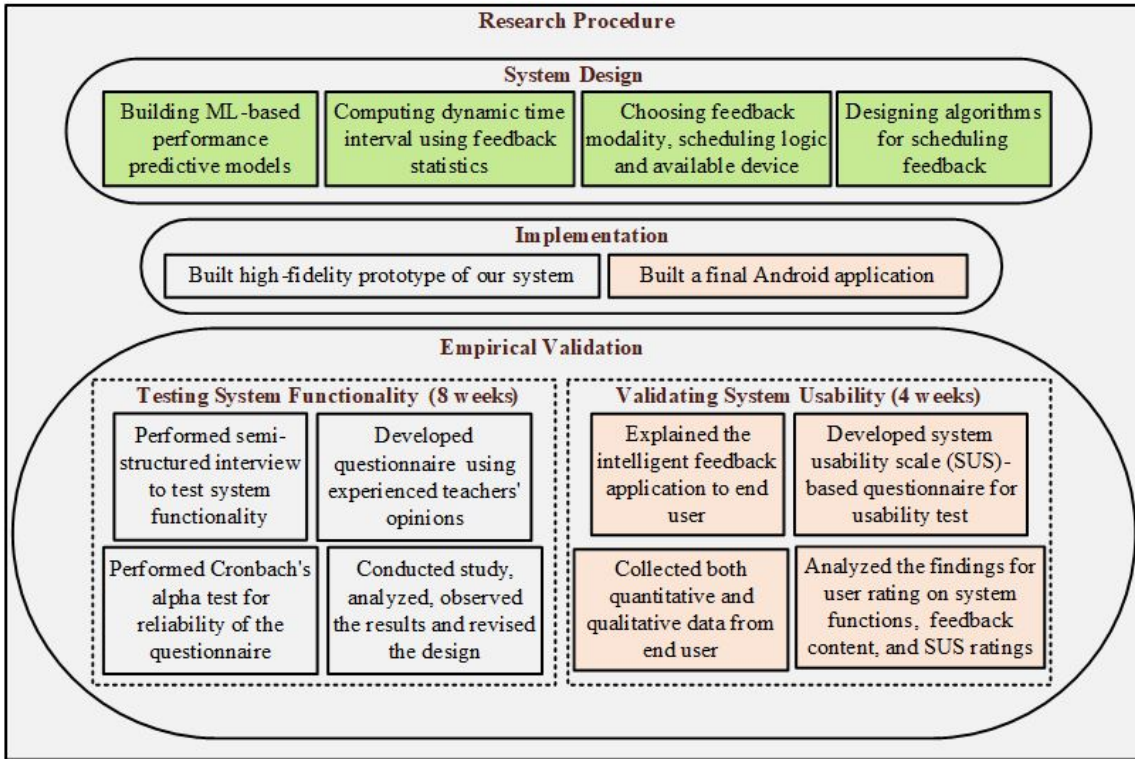 Research Procedure
System Design
Building ML-based
performance
predictive models
Computing dynamic time
interval using feedback
statistics
Choosing feedback
modality, scheduling logic
and available device
Designing algorithms
for scheduling
feedback
Implementation
Built high-fidelity prototype of our system
Built a final Android application
Empirical Validation
Testing System Functionality (8 weeks)
Performed semi-
structured interview
to test system
functionality
Developed
questionnaire using
experienced teachers'
opinions
Performed Cronbach's
alpha test for
reliability of the
questionnaire
Conducted study,
analyzed, observed
the results and revised
the design
Validating System Usability (4 weeks)
Explained the
intelligent feedback
application to end
user
Developed system
usability scale (SUS)-
based questionnaire for
usability test
Collected both
quantitative and
qualitative data from
end user
Analyzed the findings for
user rating on system
functions, feedback
content, and SUS ratings